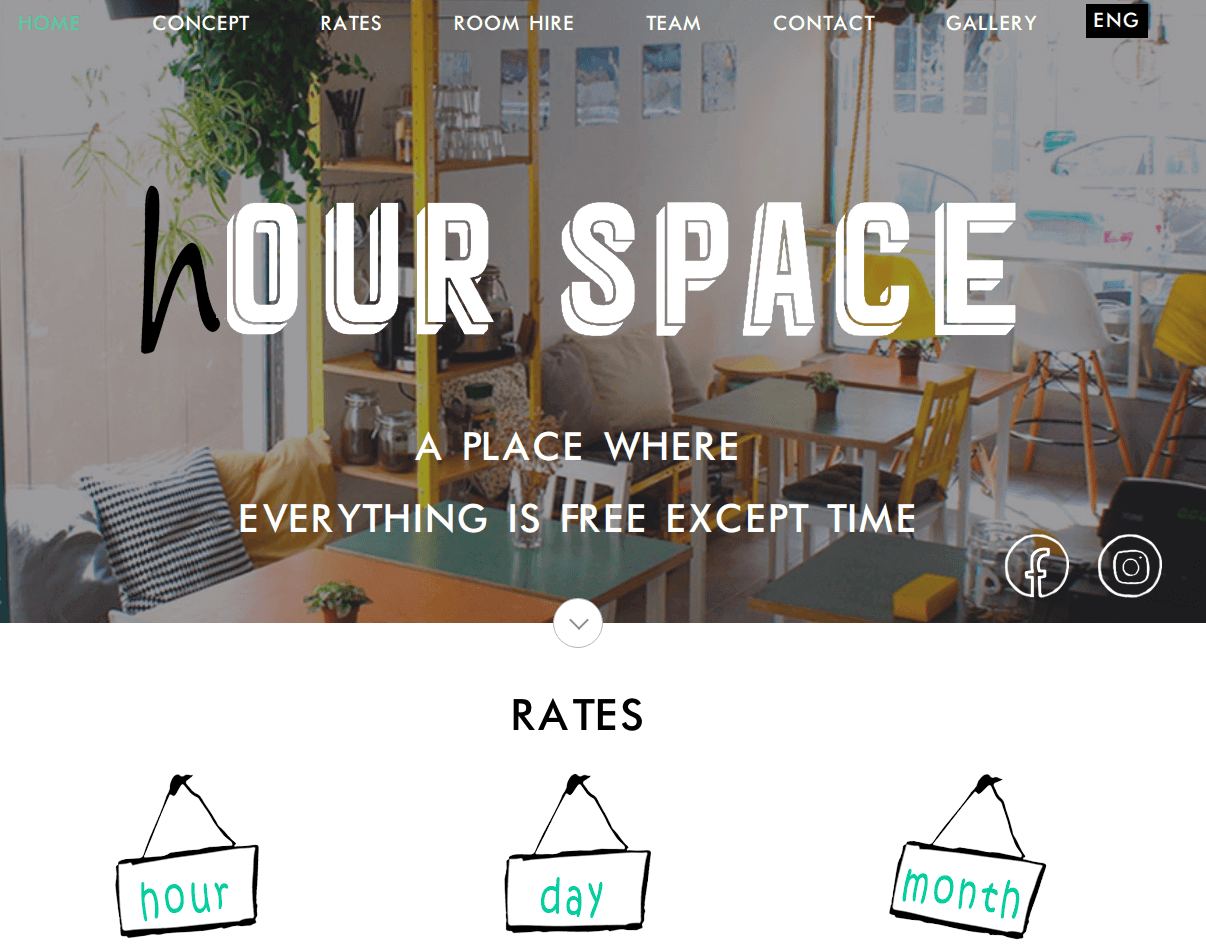 HOME CONCEPT RATES ROOM HIRE TEAM CONTACT GALLERY ENG
hOUR SPACE
A PLACE WHERE
EVERYTHING IS FREE EXCEPT TIME
RATES
hour day month